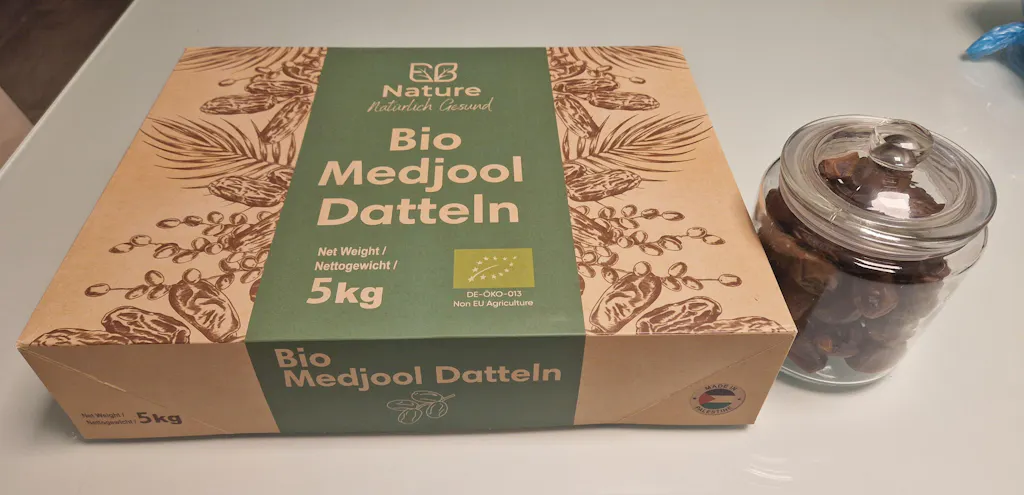 Nature
Natürlich Gesund
Bio
Medjool
Datteln
Net Weight /
Nettogewicht /
5kg
DE-ÖKO-013
Non EU Agriculture
Bio
Medjool Datteln
Net Weight /
Nettogewicht /
5kg
MADE IN
PALESTINE